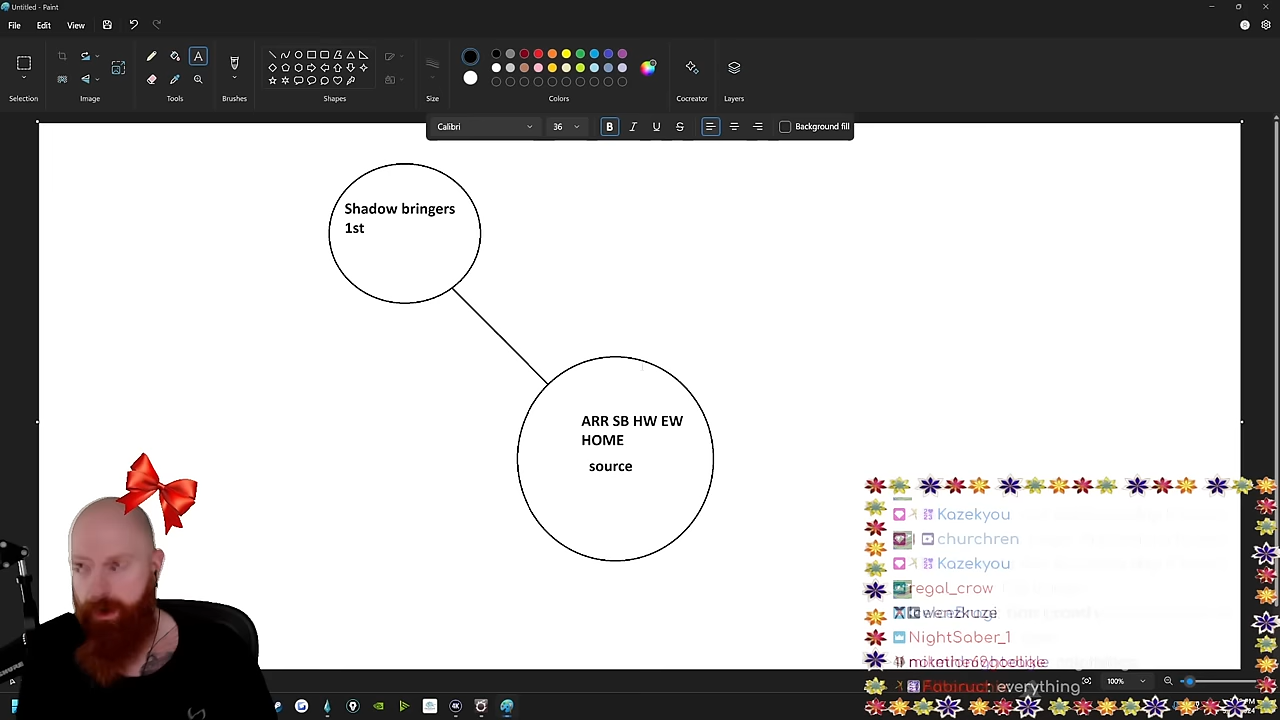 Untitled - Paint
File Edit View
Selection
Image
Tools
Brushes
Shapes
Size
Colors
Cocreator
Layers
Calibri 36 B I U S Background fill
Shadow bringers
1st
ARR SB HW EW
HOME
source
Kazekyou
churchren
Kazekyou
regal_crow
NightSaber_1
Fabiruch: everything
100%